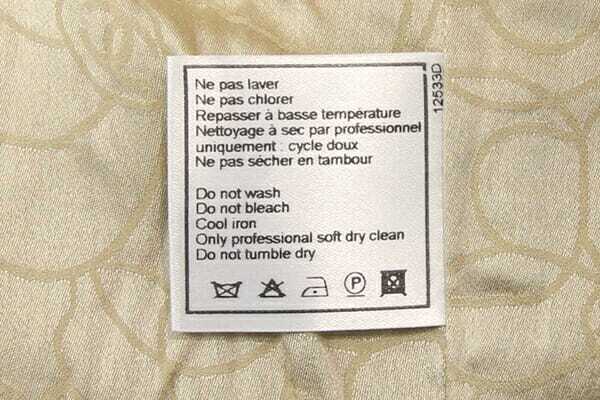 Ne pas laver
Ne pas chlorer
Repasser à basse température
Nettoyage à sec par professionnel
uniquement : cycle doux
Ne pas sécher en tambour
Do not wash
Do not bleach
Cool iron
Only professional soft dry clean
Do not tumble dry
P
12533D